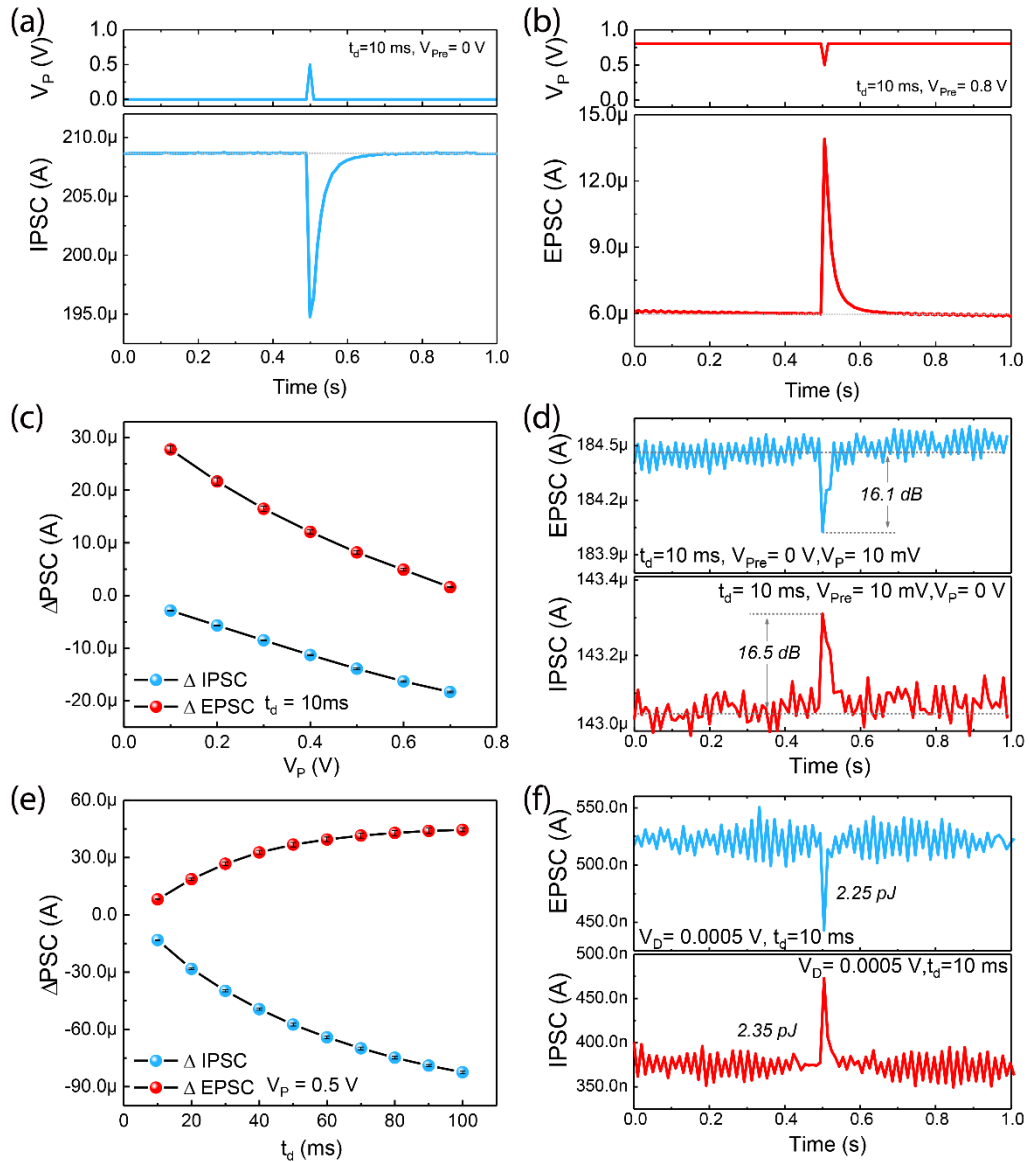 (a)
1.0
0.5
0.0
V_P (V)
t_d=10 ms, V_Pre= 0 V
210.0µ
205.0µ
200.0µ
195.0µ
IPSC (A)
0.0 0.2 0.4 0.6 0.8 1.0
Time (s)
(b)
1.0
0.5
0.0
V_P (V)
t_d=10 ms, V_Pre= 0.8 V
15.0µ
12.0µ
9.0µ
6.0µ
EPSC (A)
0.0 0.2 0.4 0.6 0.8 1.0
Time (s)
(c)
30.0µ
20.0µ
10.0µ
0.0
-10.0µ
-20.0µ
ΔPSC (A)
Δ IPSC
Δ EPSC t_d = 10ms
0.0 0.2 0.4 0.6 0.8
V_P (V)
(d)
184.5µ
184.2µ
183.9µ
EPSC (A)
16.1 dB
t_d=10 ms, V_Pre= 0 V,V_P= 10 mV
143.4µ
143.2µ
143.0µ
IPSC (A)
t_d= 10 ms, V_Pre= 10 mV,V_P= 0 V
16.5 dB
0.0 0.2 0.4 0.6 0.8 1.0
Time (s)
(e)
60.0µ
30.0µ
0.0
-30.0µ
-60.0µ
-90.0µ
ΔPSC (A)
Δ IPSC
Δ EPSC V_P = 0.5 V
0 20 40 60 80 100
t_d (ms)
(f)
550.0n
500.0n
450.0n
EPSC (A)
2.25 pJ
V_D= 0.0005 V, t_d=10 ms
500.0n
450.0n
400.0n
350.0n
IPSC (A)
V_D= 0.0005 V,t_d=10 ms
2.35 pJ
0.0 0.2 0.4 0.6 0.8 1.0
Time (s)